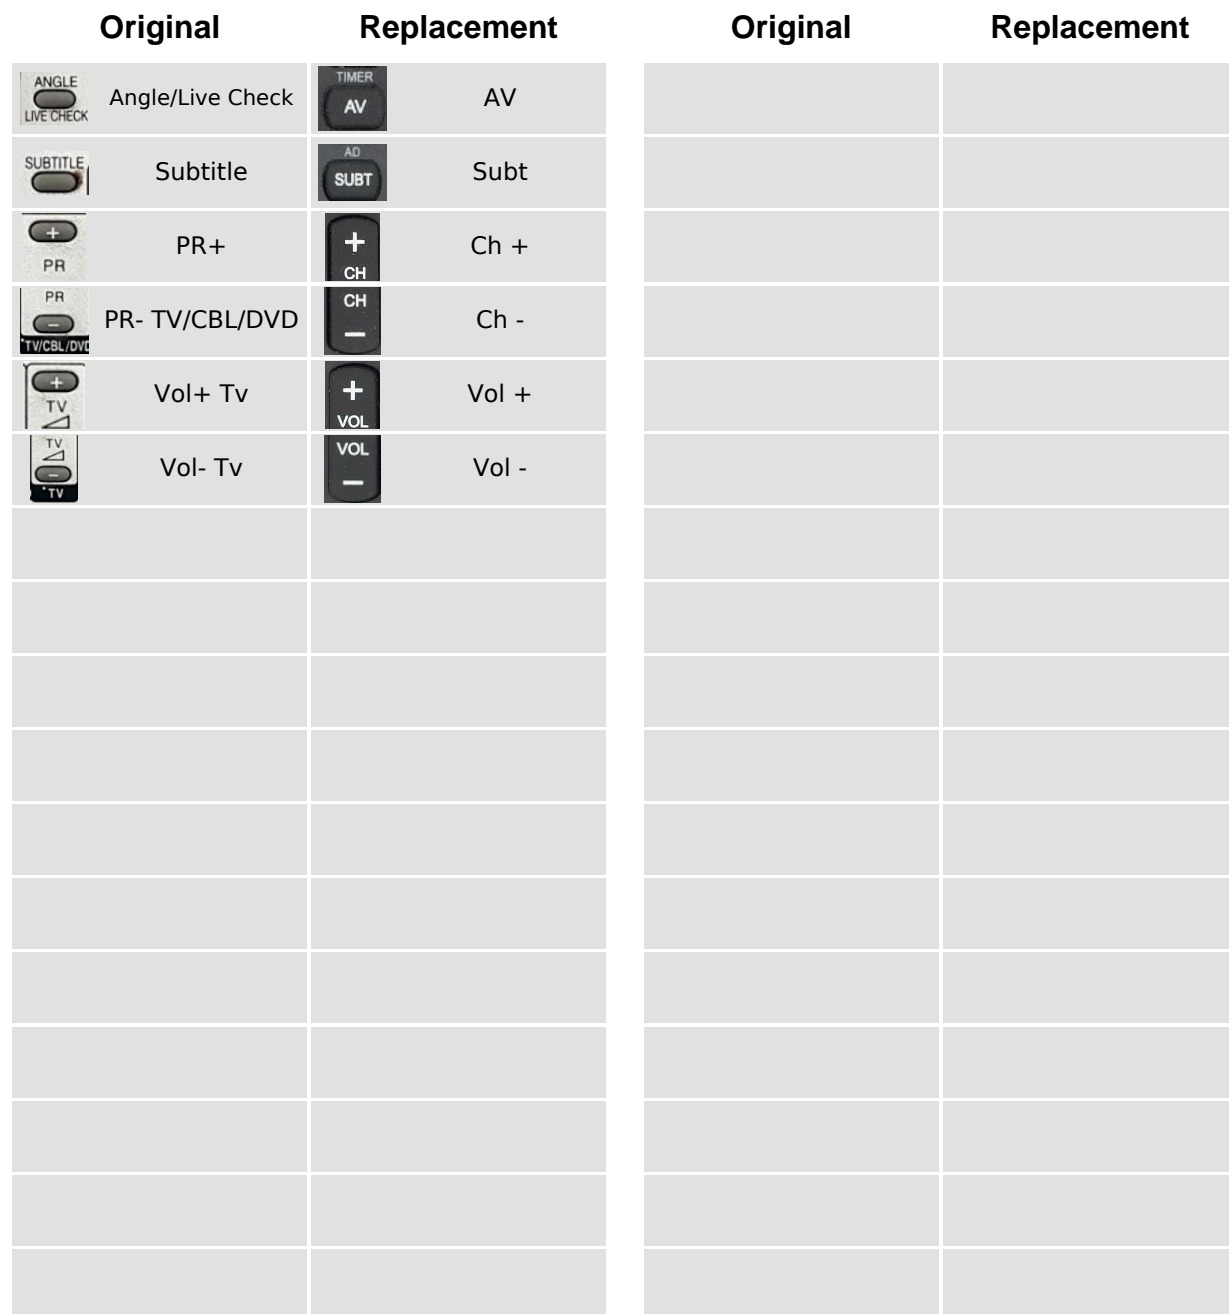 Original Replacement Original Replacement
ANGLE
LIVE CHECK
Angle/Live Check
TIMER
AV
AV
SUBTITLE
Subtitle
AD
SUBT
Subt
+
PR
PR+
+
CH
Ch +
PR
-
*TV/CBL/DVD
PR- TV/CBL/DVD
CH
-
Ch -
+
TV
Vol+ Tv
+
VOL
Vol +
TV
-
*TV
Vol- Tv
VOL
-
Vol -